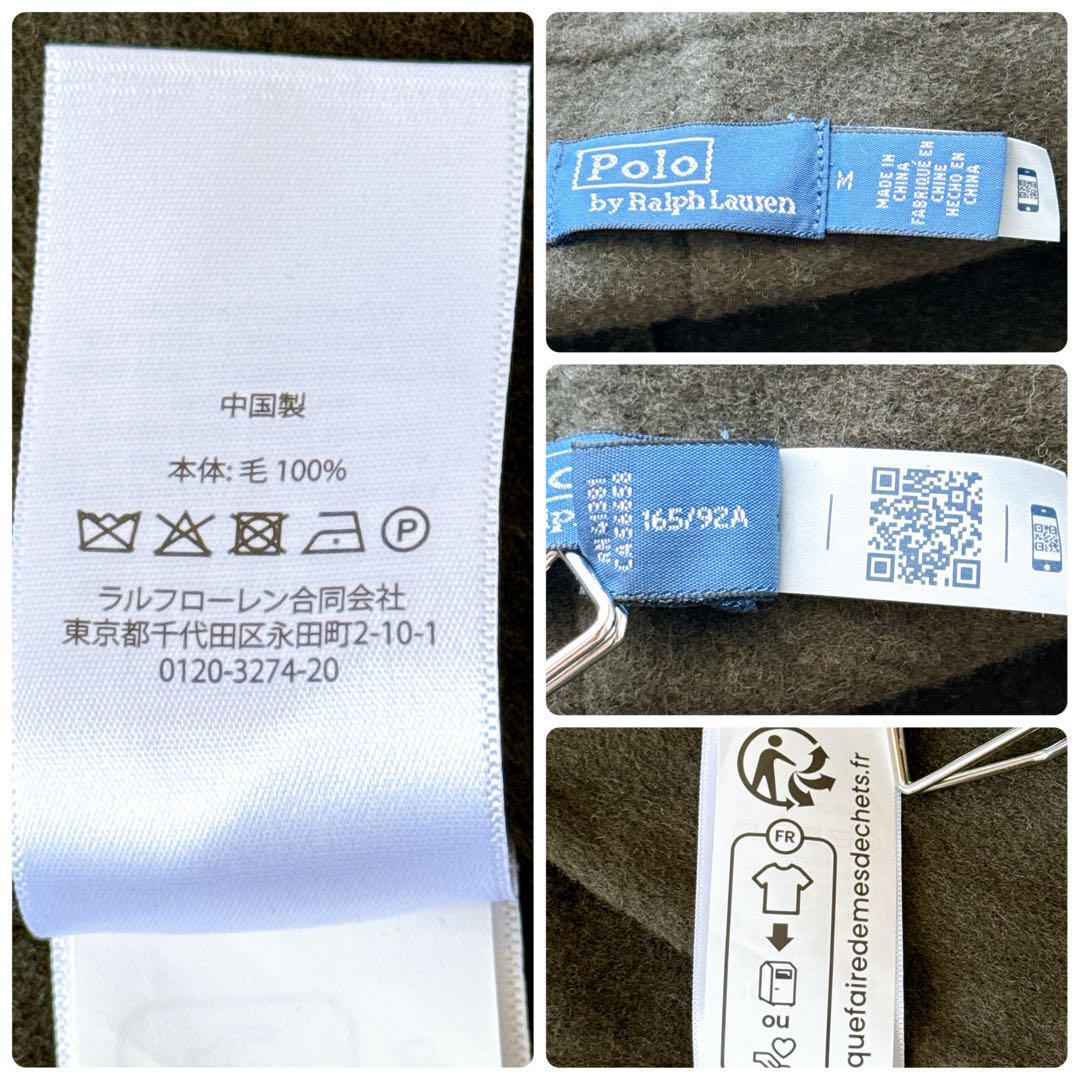 中国製
本体: 毛 100%
P
ラルフローレン合同会社
東京都千代田区永田町2-10-1
0120-3274-20
Polo
by Ralph Lauren
M
MADE IN
CHINA
FABRIQUÉ EN
CHINE
HECHO EN
CHINA
165/92A
FR
ou
quefairedemesdechets.fr